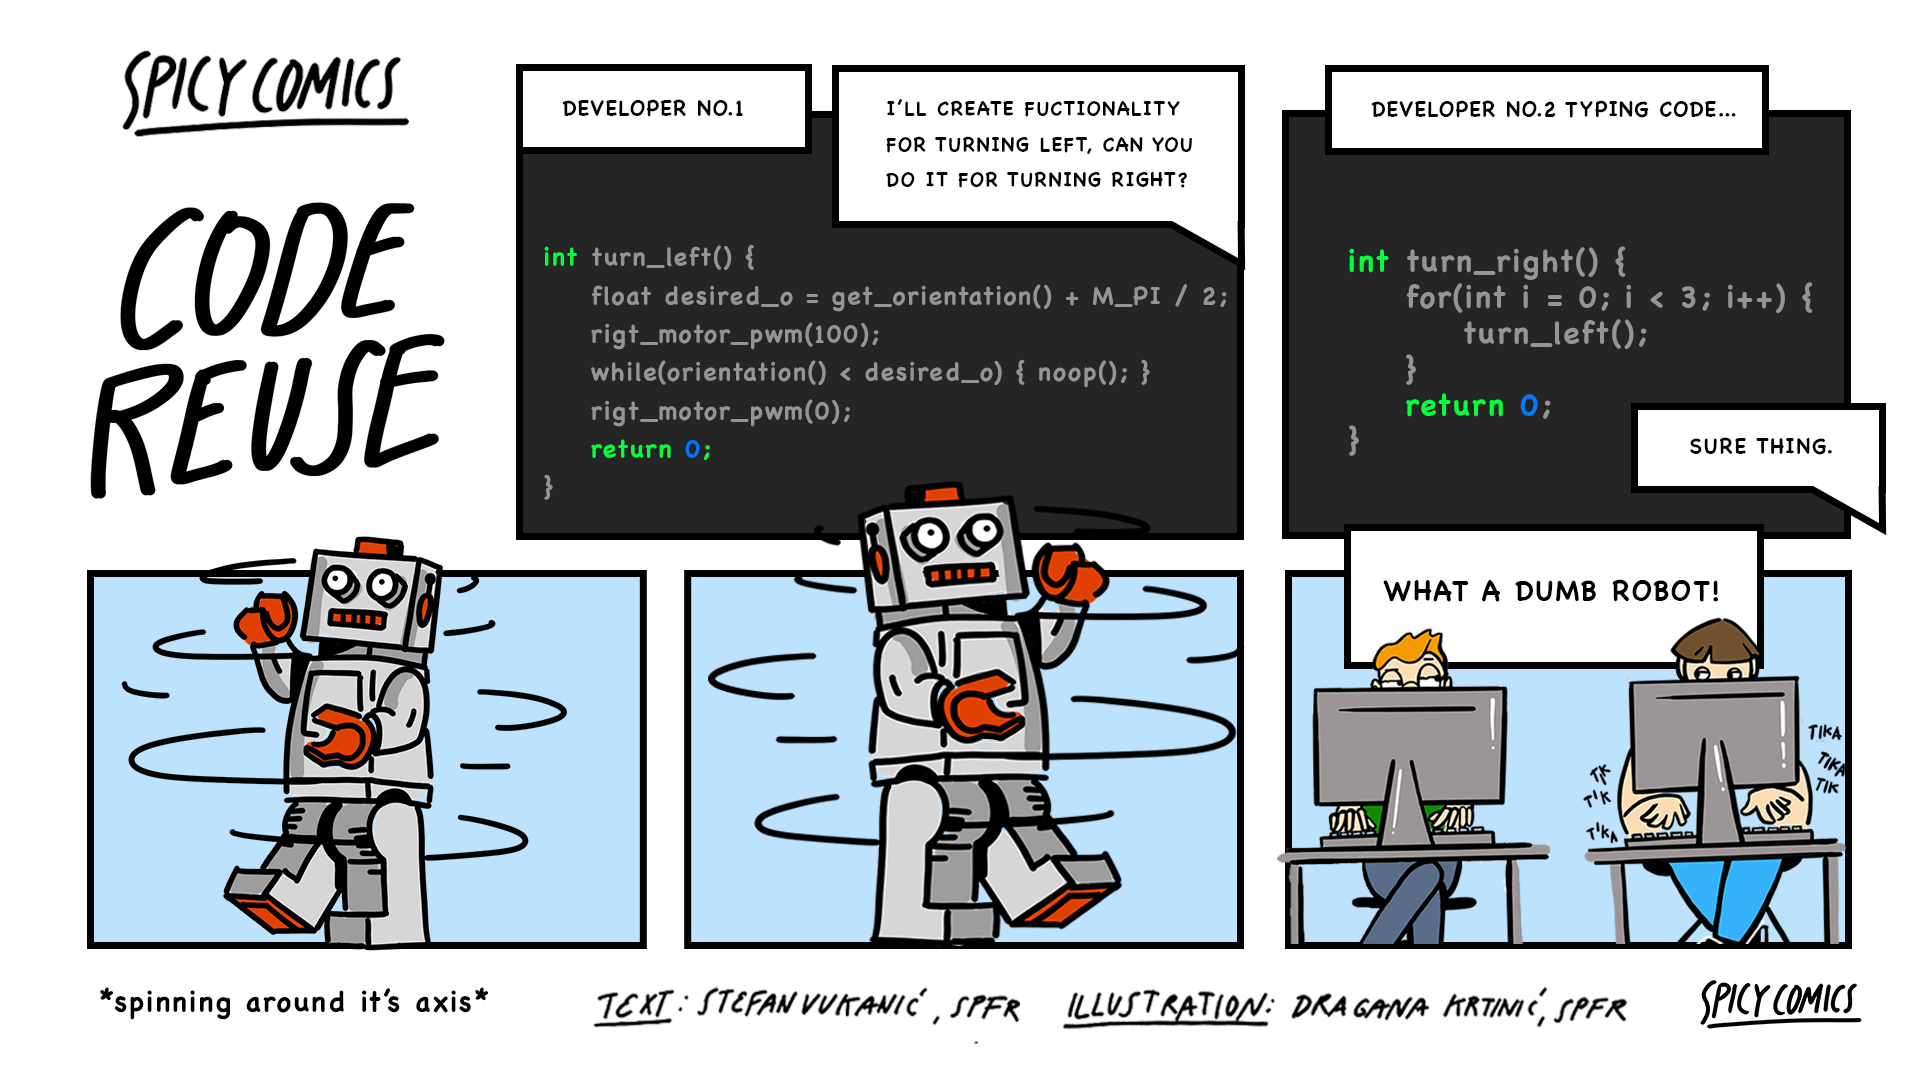 SPICY COMICS
CODE
REUSE
DEVELOPER NO.1
I'LL CREATE FUCTIONALITY
FOR TURNING LEFT, CAN YOU
DO IT FOR TURNING RIGHT?
int turn_left() {
float desired_o = get_orientation() + M_PI / 2;
rigt_motor_pwm(100);
while(orientation() < desired_o) { noop(); }
rigt_motor_pwm(0);
return 0;
}
DEVELOPER NO.2 TYPING CODE...
int turn_right() {
for(int i = 0; i < 3; i++) {
turn_left();
}
return 0;
}
SURE THING.
WHAT A DUMB ROBOT!
TIK
TIK
TIKA
TIKA
TIKA
TIK
*spinning around it's axis*
TEXT: STEFAN VUKANIĆ, SPFR
ILLUSTRATION: DRAGANA KRTINIĆ, SPFR
SPICY COMICS